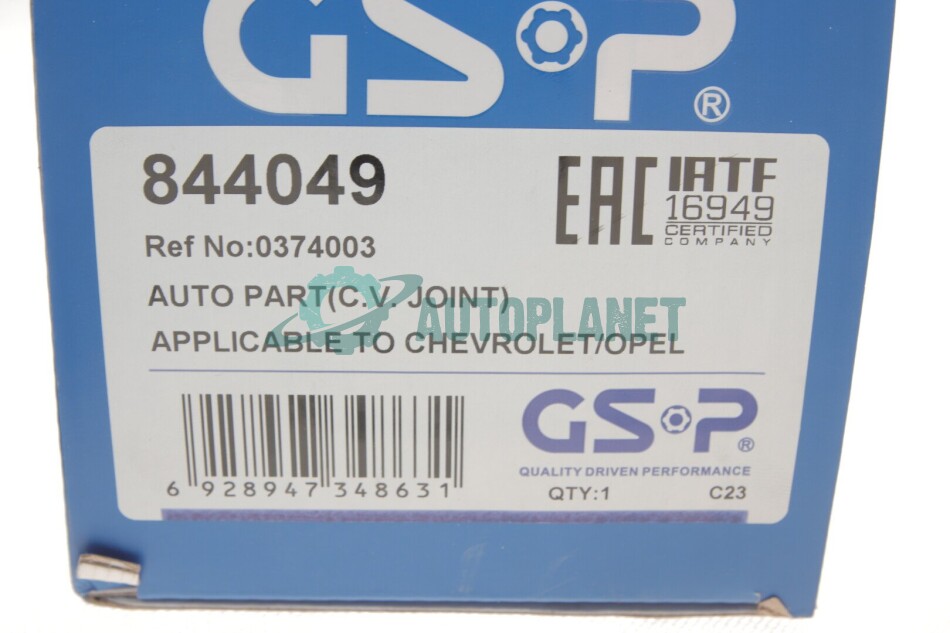 GSP®
844049
EAC
IATF
16949
CERTIFIED
COMPANY
Ref No:0374003
AUTO PART(C.V. JOINT)
AUTOPLANET
APPLICABLE TO CHEVROLET/OPEL
GSP®
QUALITY DRIVEN PERFORMANCE
6 928947 348631
QTY:1 C23